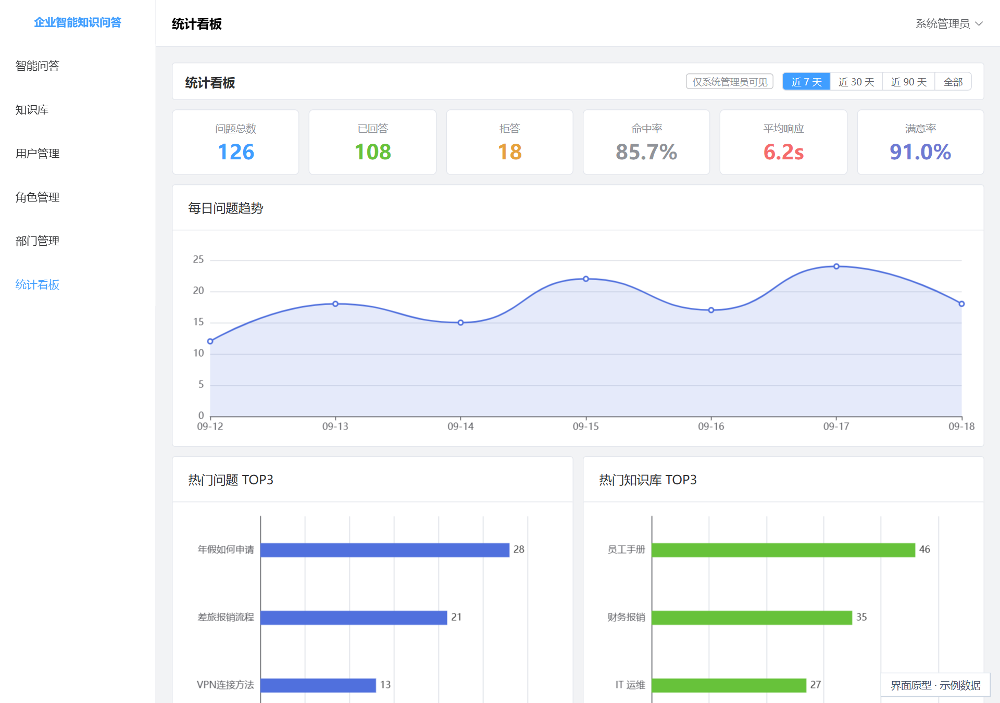 企业智能知识问答
智能问答
知识库
用户管理
角色管理
部门管理
统计看板
统计看板
系统管理员
统计看板
仅系统管理员可见
近 7 天
近 30 天
近 90 天
全部
问题总数
126
已回答
108
拒答
18
命中率
85.7%
平均响应
6.2s
满意率
91.0%
每日问题趋势
25
20
15
10
5
0
09-12
09-13
09-14
09-15
09-16
09-17
09-18
热门问题 TOP3
年假如何申请
28
差旅报销流程
21
VPN连接方法
13
热门知识库 TOP3
员工手册
46
财务报销
35
IT 运维
27
界面原型 · 示例数据